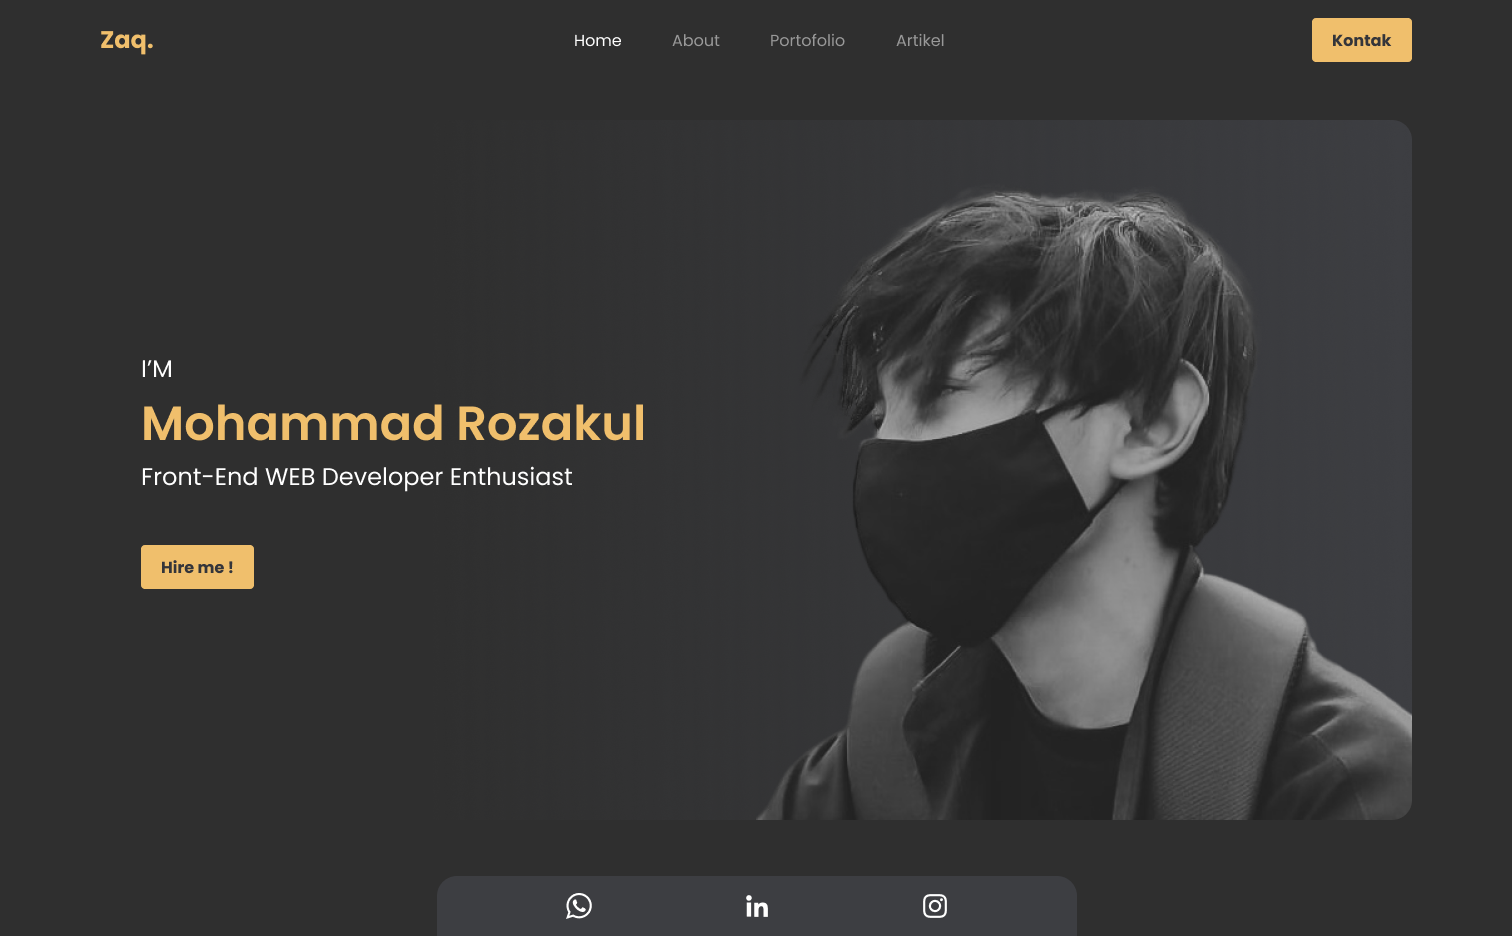 Zaq.
Home
About
Portofolio
Artikel
Kontak
I’M
Mohammad Rozakul
Front-End WEB Developer Enthusiast
Hire me !
in